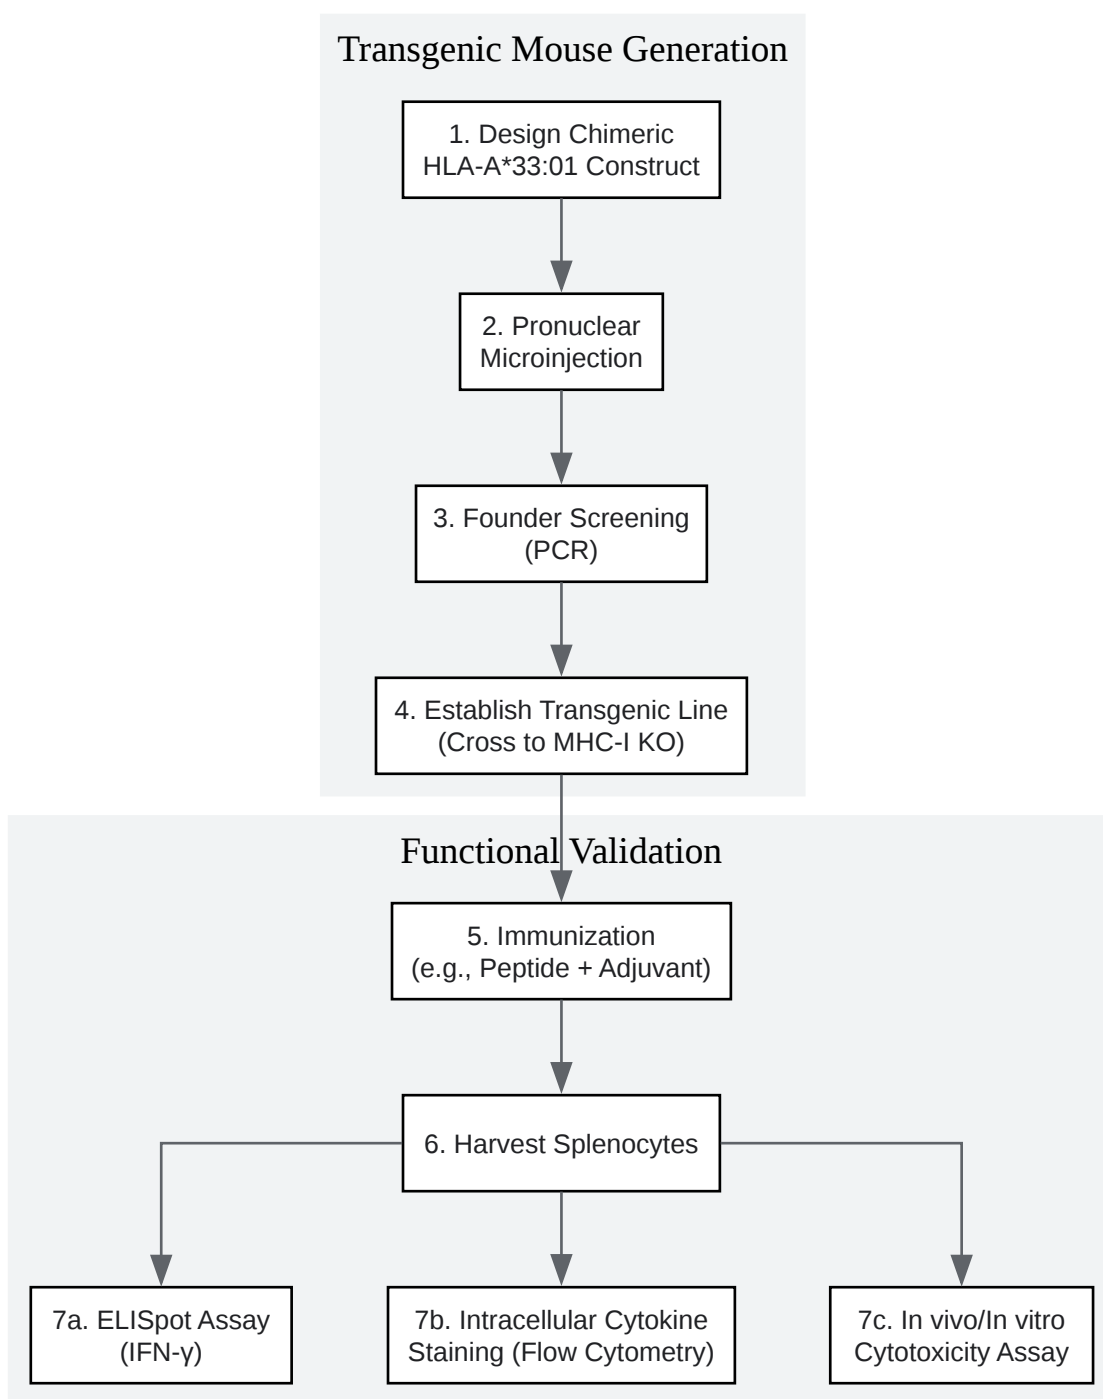 Transgenic Mouse Generation
1. Design Chimeric
HLA-A*33:01 Construct
2. Pronuclear
Microinjection
3. Founder Screening
(PCR)
4. Establish Transgenic Line
(Cross to MHC-I KO)
Functional Validation
5. Immunization
(e.g., Peptide + Adjuvant)
6. Harvest Splenocytes
7a. ELISpot Assay
(IFN-γ)
7b. Intracellular Cytokine
Staining (Flow Cytometry)
7c. In vivo/In vitro
Cytotoxicity Assay